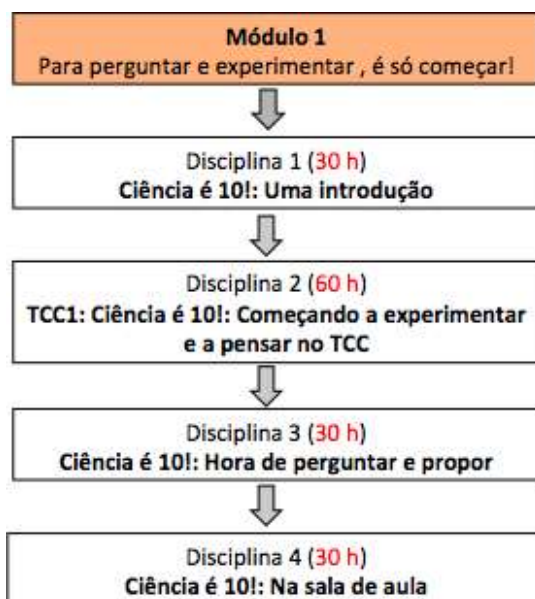 Módulo 1
Para perguntar e experimentar , é só começar!
Disciplina 1 (30 h)
Ciência é 10!: Uma introdução
Disciplina 2 (60 h)
TCC1: Ciência é 10!: Começando a experimentar
e a pensar no TCC
Disciplina 3 (30 h)
Ciência é 10!: Hora de perguntar e propor
Disciplina 4 (30 h)
Ciência é 10!: Na sala de aula